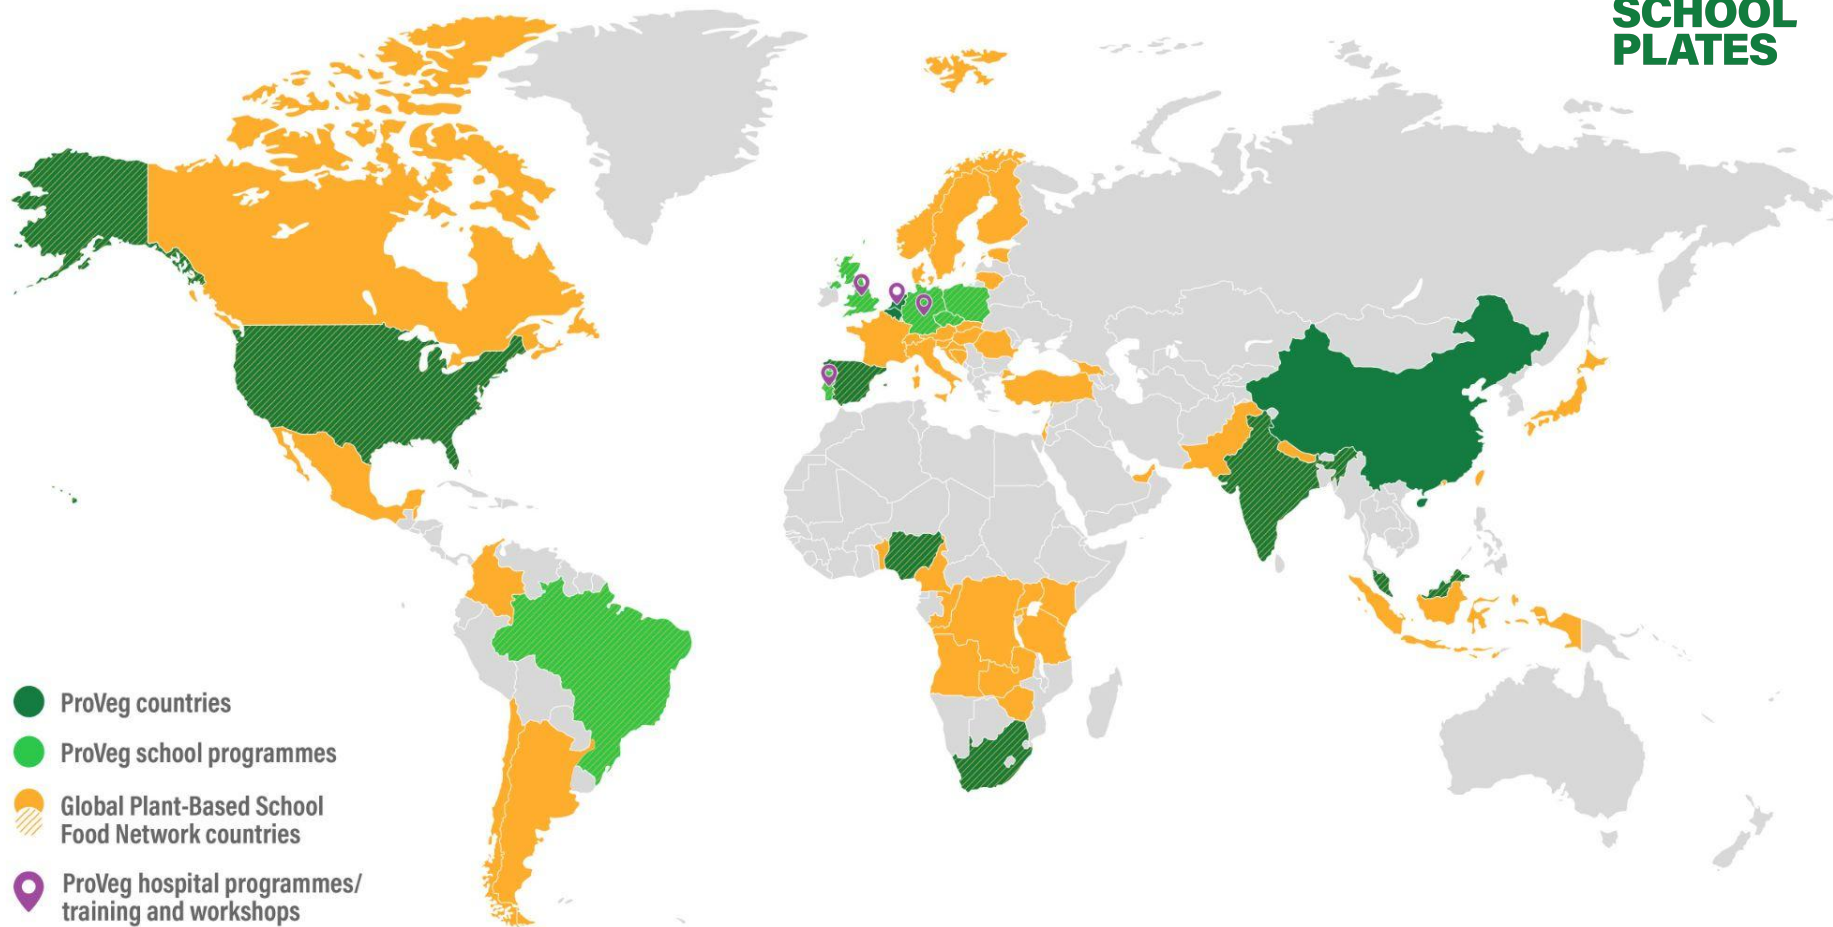 SCHOOL
PLATES
ProVeg countries
ProVeg school programmes
Global Plant-Based School
Food Network countries
ProVeg hospital programmes/
training and workshops